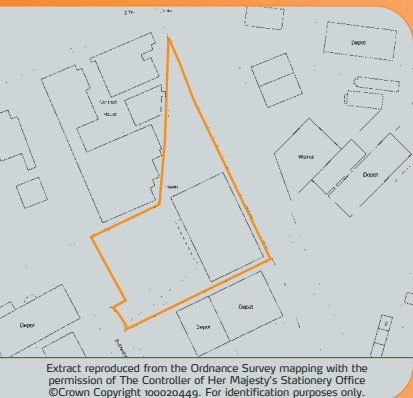 Depot
Works
Depot
Depot
Depot
Depot
Extract reproduced from the Ordnance Survey mapping with the
permission of The Controller of Her Majesty's Stationery Office
©Crown Copyright 100020449. For identification purposes only.